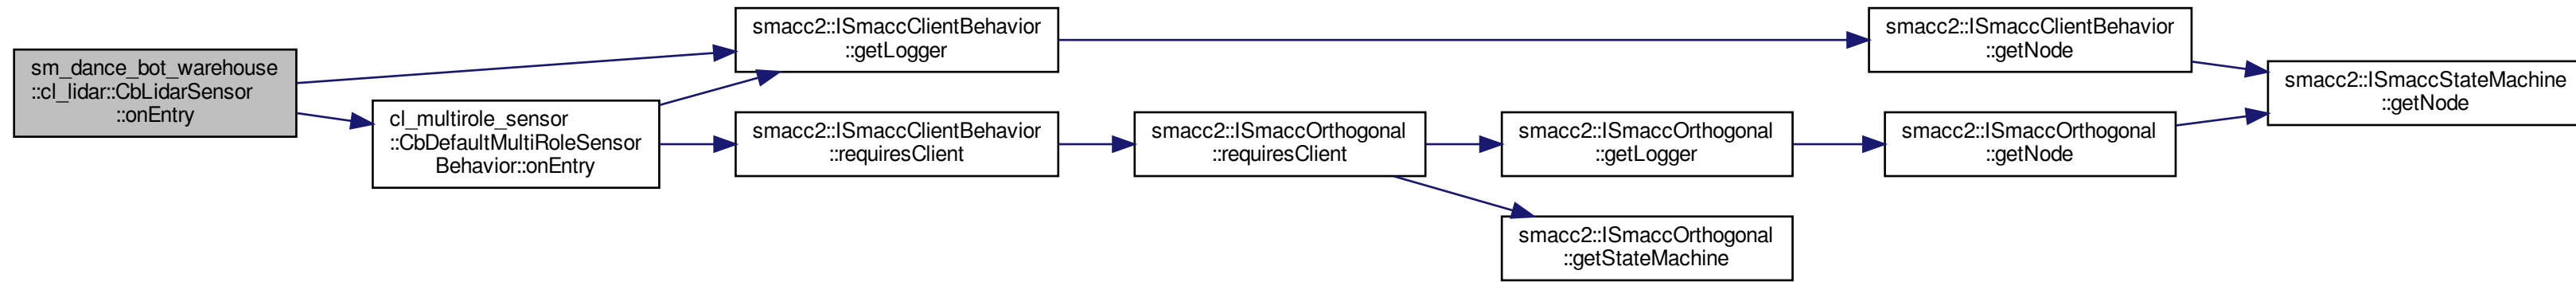 sm_dance_bot_warehouse
::cl_lidar::CbLidarSensor
::onEntry
cl_multirole_sensor
::CbDefaultMultiRoleSensor
Behavior::onEntry
smacc2::ISmaccClientBehavior
::getLogger
smacc2::ISmaccClientBehavior
::requiresClient
smacc2::ISmaccOrthogonal
::requiresClient
smacc2::ISmaccOrthogonal
::getLogger
smacc2::ISmaccOrthogonal
::getStateMachine
smacc2::ISmaccClientBehavior
::getNode
smacc2::ISmaccOrthogonal
::getNode
smacc2::ISmaccStateMachine
::getNode